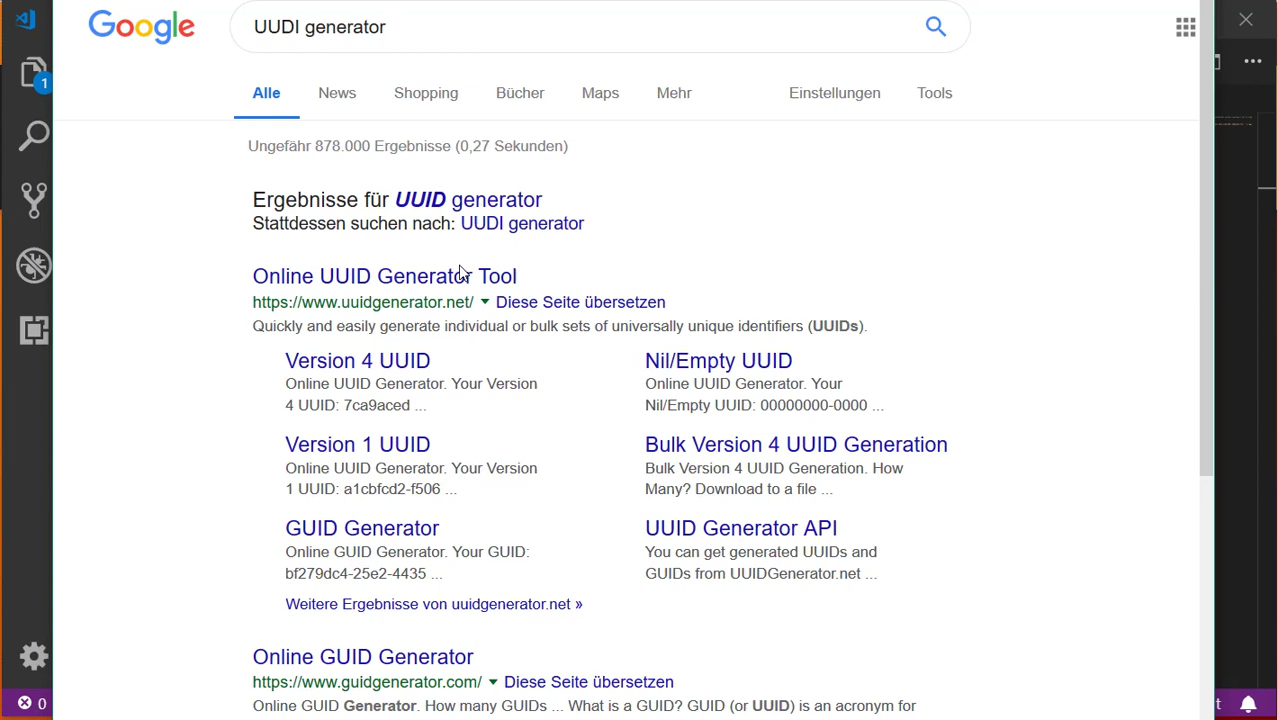 Google
UUDI generator
1
Alle News Shopping Bücher Maps Mehr Einstellungen Tools
Ungefähr 878.000 Ergebnisse (0,27 Sekunden)
Ergebnisse für UUID generator
Stattdessen suchen nach: UUDI generator
Online UUID Generator Tool
https://www.uuidgenerator.net/ Diese Seite übersetzen
Quickly and easily generate individual or bulk sets of universally unique identifiers (UUIDs).
Version 4 UUID
Online UUID Generator. Your Version
4 UUID: 7ca9aced ...
Nil/Empty UUID
Online UUID Generator. Your
Nil/Empty UUID: 00000000-0000 ...
Version 1 UUID
Online UUID Generator. Your Version
1 UUID: a1cbfcd2-f506 ...
Bulk Version 4 UUID Generation
Bulk Version 4 UUID Generation. How
Many? Download to a file ...
GUID Generator
Online GUID Generator. Your GUID:
bf279dc4-25e2-4435 ...
UUID Generator API
You can get generated UUIDs and
GUIDs from UUIDGenerator.net ...
Weitere Ergebnisse von uuidgenerator.net »
Online GUID Generator
https://www.guidgenerator.com/ Diese Seite übersetzen
Online GUID Generator. How many GUIDs ... What is a GUID? GUID (or UUID) is an acronym for
0
t